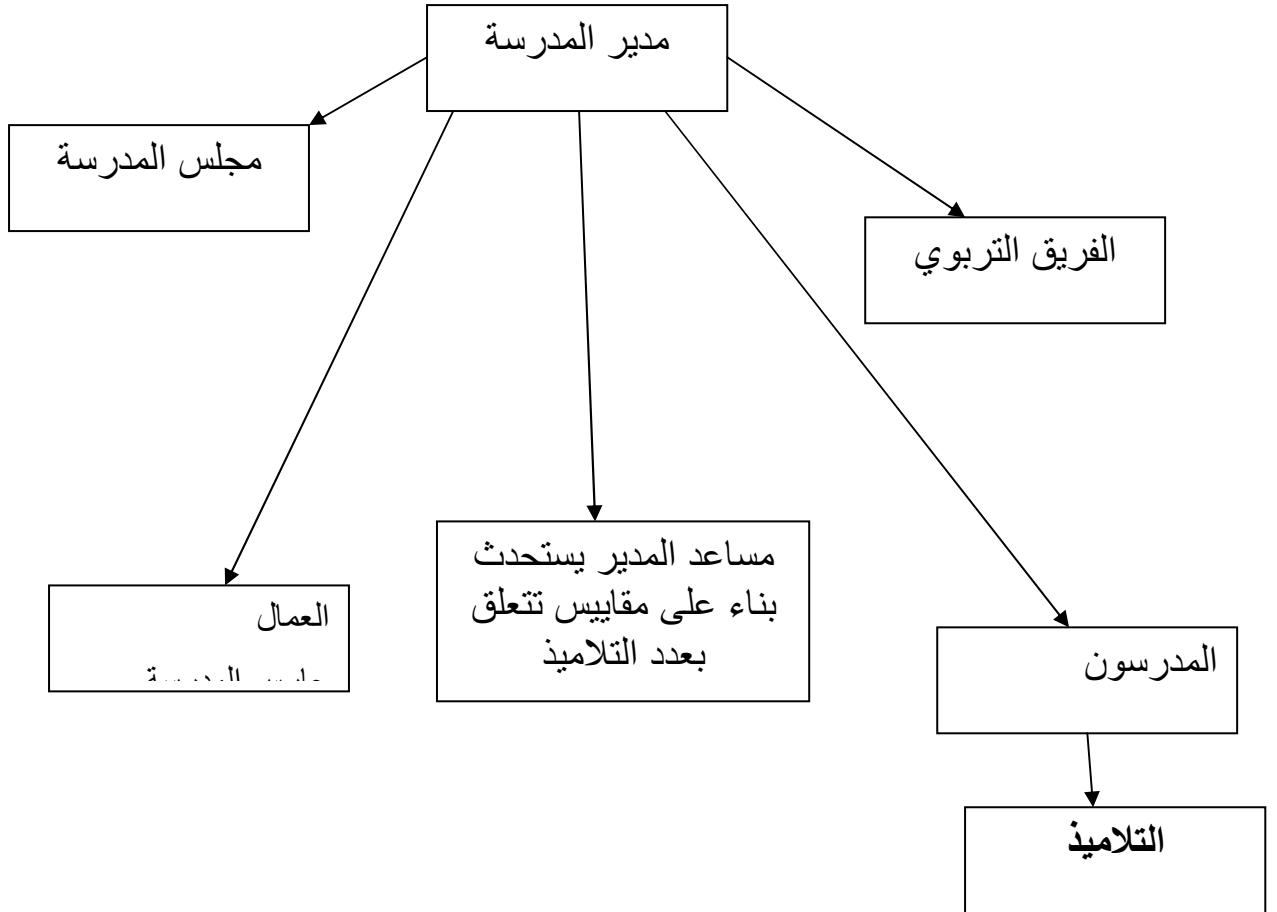 مدير المدرسة
مجلس المدرسة
الفريق التربوي
مساعد المدير يستحدث
بناء على مقاييس تتعلق
بعدد التلاميذ
العمال
المدرسون
التلاميذ